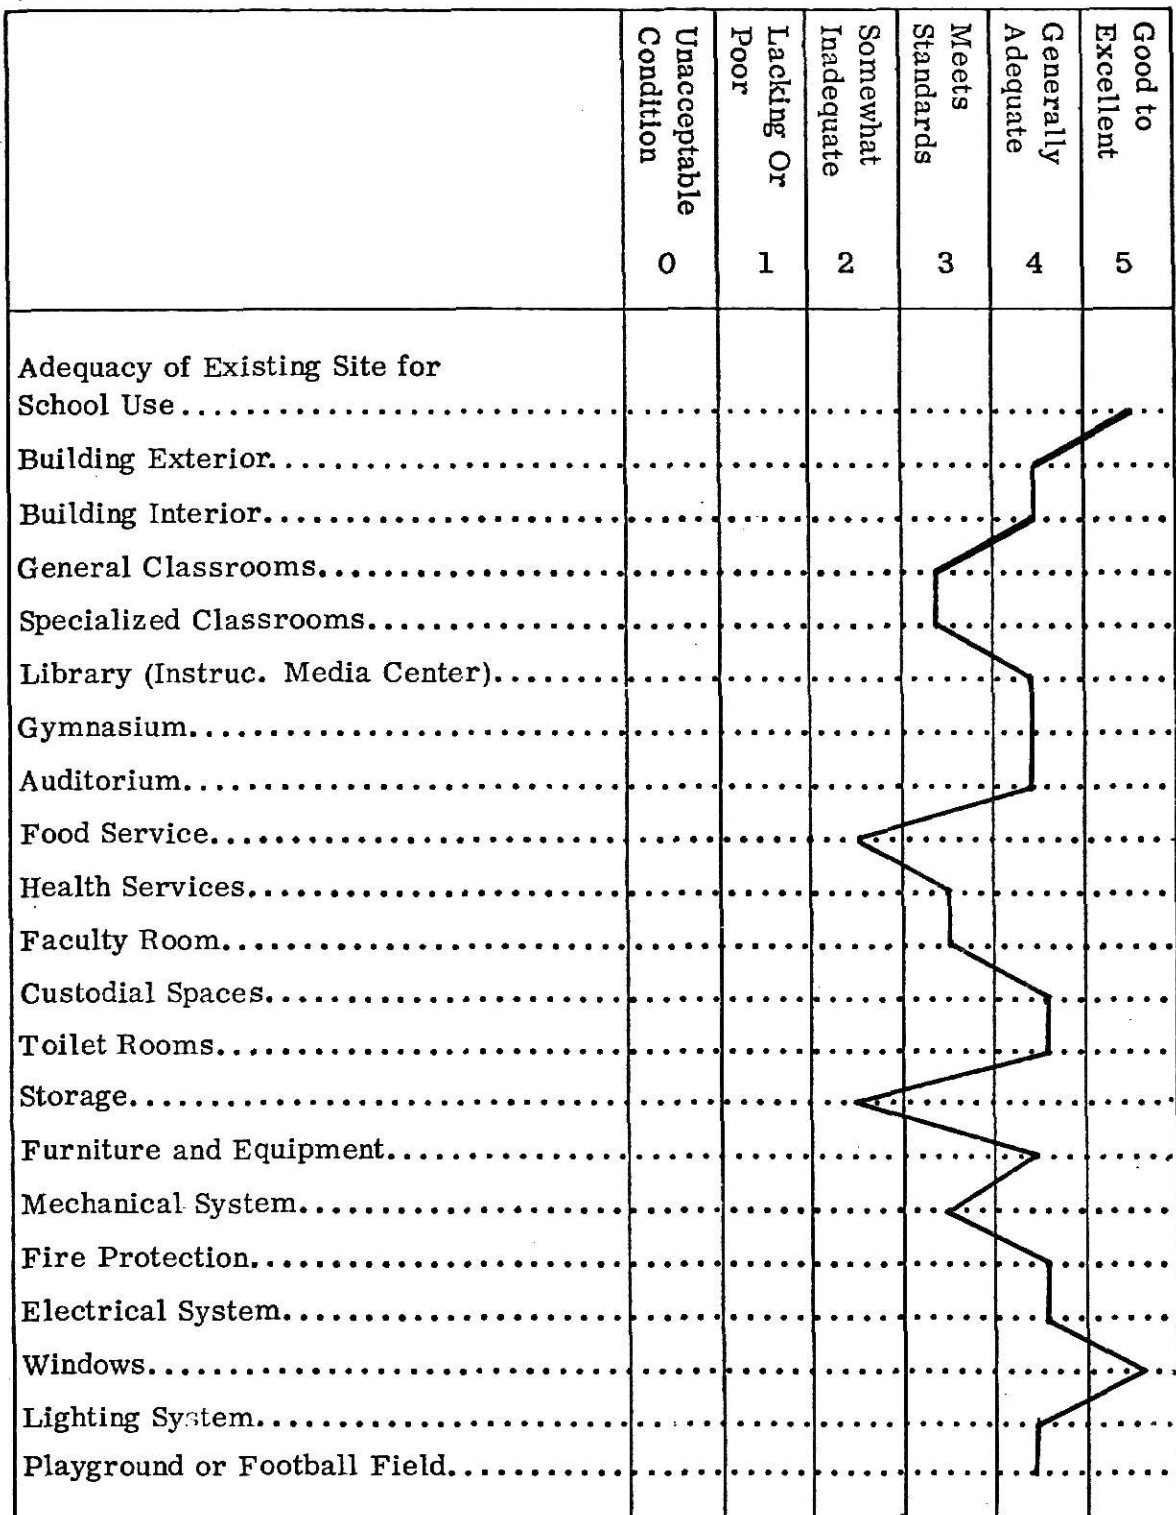 Unacceptable
Condition
0
Lacking Or
Poor
1
Somewhat
Inadequate
2
Meets
Standards
3
Generally
Adequate
4
Good to
Excellent
5
Adequacy of Existing Site for
School Use
Building Exterior
Building Interior
General Classrooms
Specialized Classrooms
Library (Instruc. Media Center)
Gymnasium
Auditorium
Food Service
Health Services
Faculty Room
Custodial Spaces
Toilet Rooms
Storage
Furniture and Equipment
Mechanical System
Fire Protection
Electrical System
Windows
Lighting System
Playground or Football Field